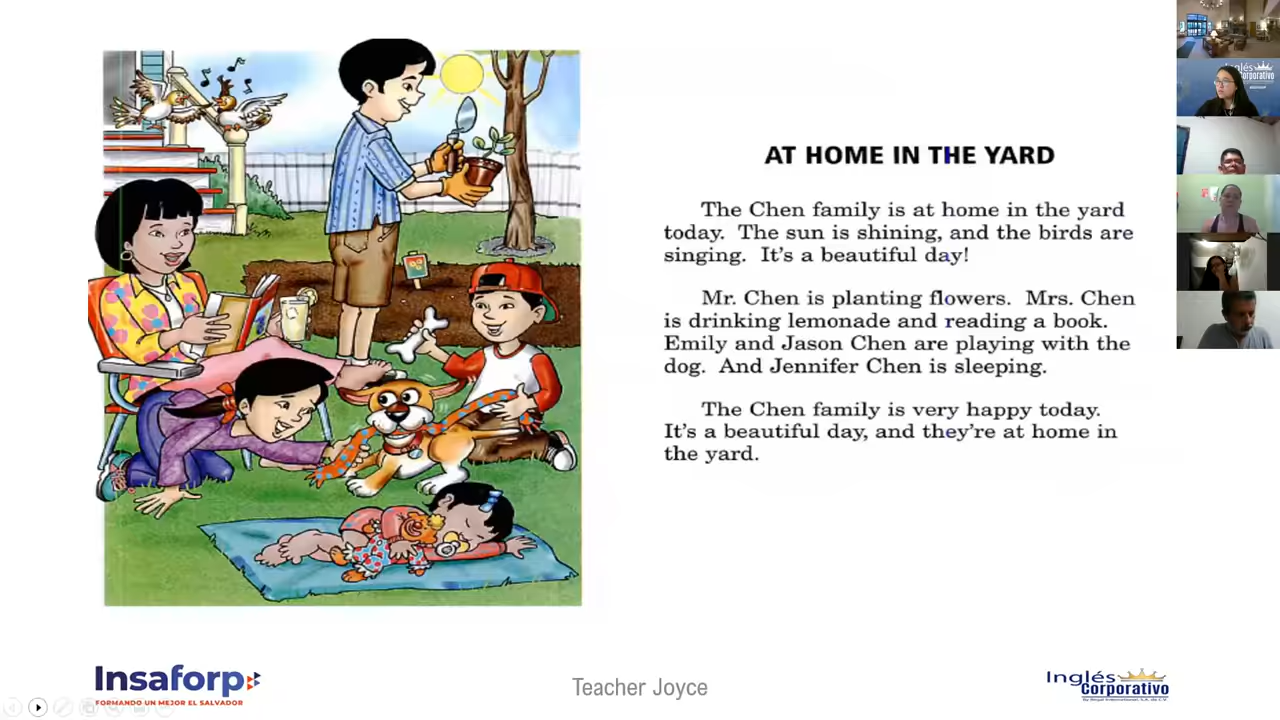 AT HOME IN THE YARD
The Chen family is at home in the yard
today. The sun is shining, and the birds are
singing. It's a beautiful day!
Mr. Chen is planting flowers. Mrs. Chen
is drinking lemonade and reading a book.
Emily and Jason Chen are playing with the
dog. And Jennifer Chen is sleeping.
The Chen family is very happy today.
It's a beautiful day, and they're at home in
the yard.
Insaforp
FORMANDO UN MEJOR EL SALVADOR
Teacher Joyce
Inglés
Corporativo
Inglés
Corporativo